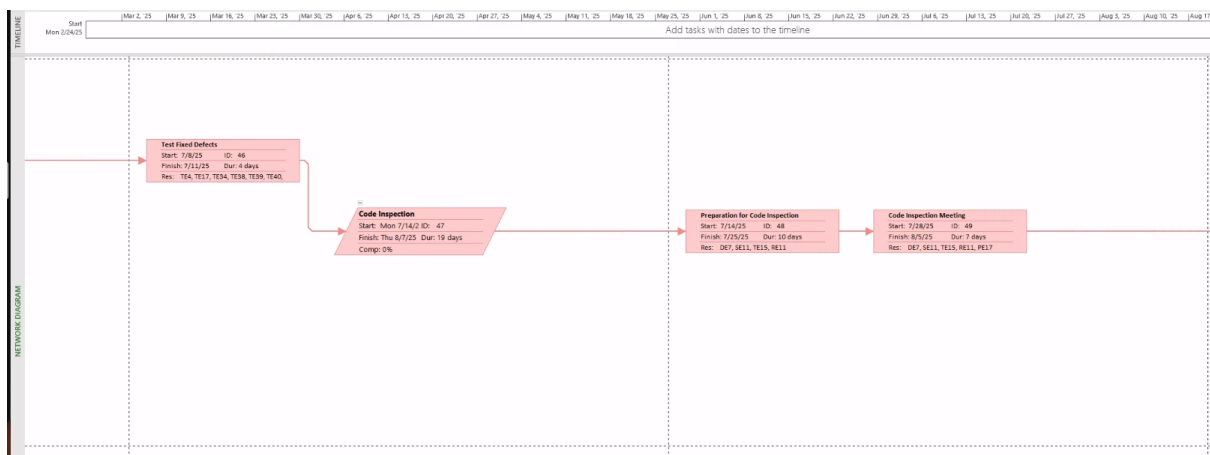 TIMELINE
Start
Mon 2/24/25
Mar 2, '25 Mar 9, '25 Mar 16, '25 Mar 23, '25 Mar 30, '25 Apr 6, '25 Apr 13, '25 Apr 20, '25 Apr 27, '25 May 4, '25 May 11, '25 May 18, '25 May 25, '25 Jun 1, '25 Jun 8, '25 Jun 15, '25 Jun 22, '25 Jun 29, '25 Jul 6, '25 Jul 13, '25 Jul 20, '25 Jul 27, '25 Aug 3, '25 Aug 10, '25 Aug 17
Add tasks with dates to the timeline
NETWORK DIAGRAM
Test Fixed Defects
Start: 7/8/25 ID: 46
Finish: 7/11/25 Dur: 4 days
Res: TE4, TE17, TE34, TE38, TE39, TE40,
Code Inspection
Start: Mon 7/14/2 ID: 47
Finish: Thu 8/7/25 Dur: 19 days
Comp: 0%
Preparation for Code Inspection
Start: 7/14/25 ID: 48
Finish: 7/25/25 Dur: 10 days
Res: DE7, SE11, TE15, RE11
Code Inspection Meeting
Start: 7/28/25 ID: 49
Finish: 8/5/25 Dur: 7 days
Res: DE7, SE11, TE15, RE11, PE17